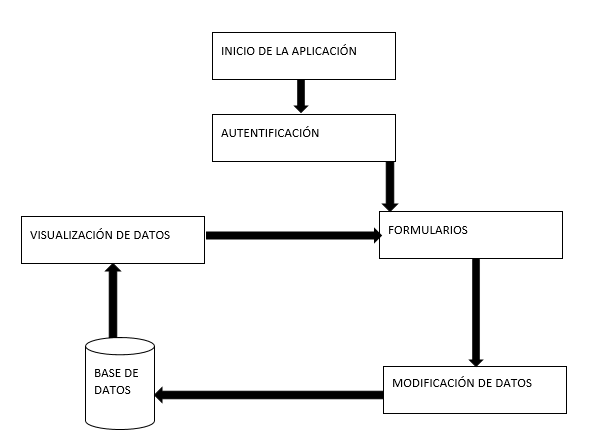 INICIO DE LA APLICACIÓN
AUTENTIFICACIÓN
VISUALIZACIÓN DE DATOS
FORMULARIOS
BASE DE
DATOS
MODIFICACIÓN DE DATOS